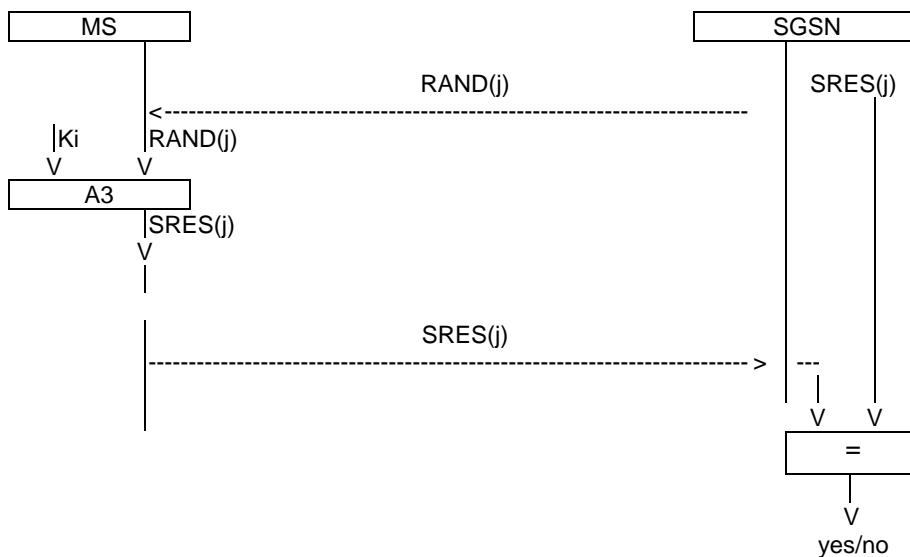 MS SGSN
RAND(j) SRES(j)
<
Ki RAND(j)
V V
A3
SRES(j)
V
SRES(j)
>
V V
=
V
yes/no